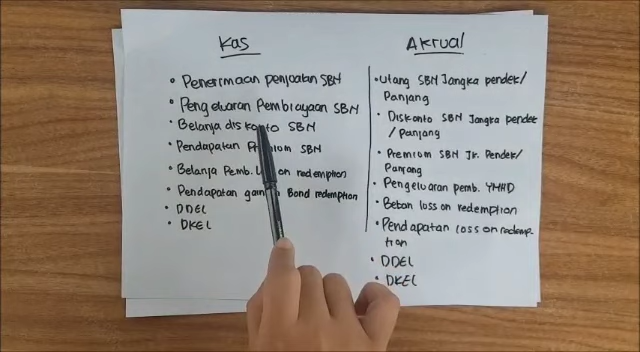 Kas
• Penerimaan penjualan SBN
• Pengeluaran Pembiayaan SBN
• Belanja diskonto SBN
• Pendapatan Premium SBN
• Belanja Pemb. on redemption
• Pendapatan Bond redemption
• DDEL
• DKEL
Akrual
• Utang SBN Jangka pendek/
Panjang
• Diskonto SBN Jangka pendek
/Panjang
• Premium SBN Jk. Pendek/
Panjang
• Pengeluaran pemb. YMHD
• Beban loss on redemption
• Pendapatan loss on redemp
tion
• DDEL
• DKEL